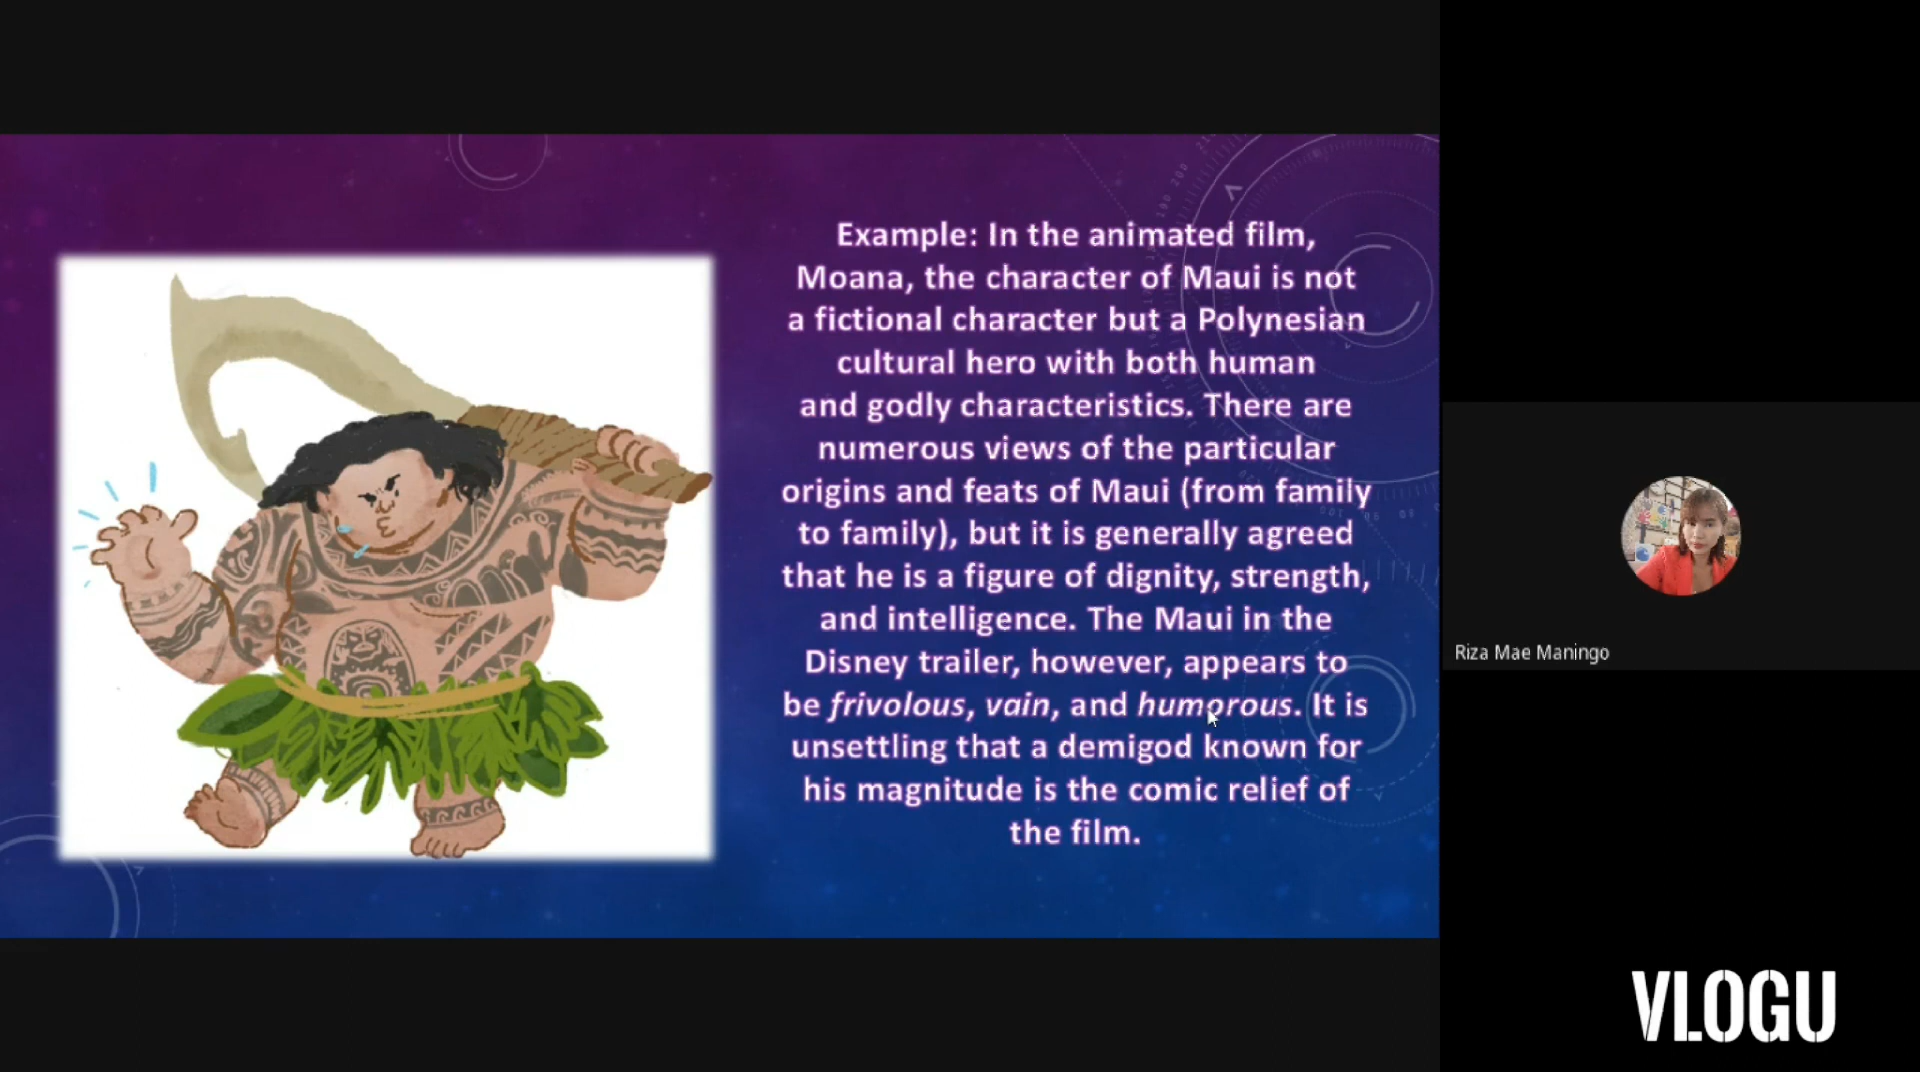 Example: In the animated film,
Moana, the character of Maui is not
a fictional character but a Polynesian
cultural hero with both human
and godly characteristics. There are
numerous views of the particular
origins and feats of Maui (from family
to family), but it is generally agreed
that he is a figure of dignity, strength,
and intelligence. The Maui in the
Disney trailer, however, appears to
be frivolous, vain, and humorous. It is
unsettling that a demigod known for
his magnitude is the comic relief of
the film.
Riza Mae Maningo
VLOGU